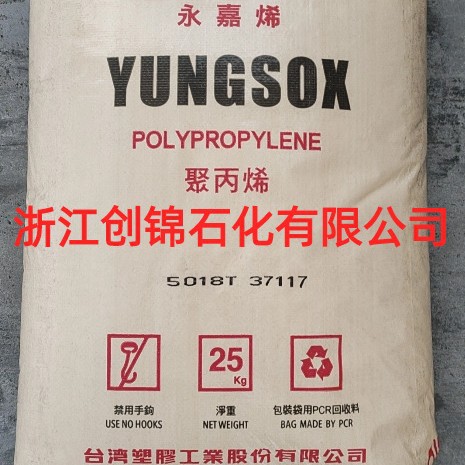 永嘉烯
YUNGSOX
POLYPROPYLENE
聚丙烯
浙江创锦石化有限公司
5018T 37117
25
Kg
禁用手鉤 淨重 包裝袋用PCR回收料
USE NO HOOKS NET WEIGHT BAG MADE BY PCR
台湾塑膠工業股份有限公司